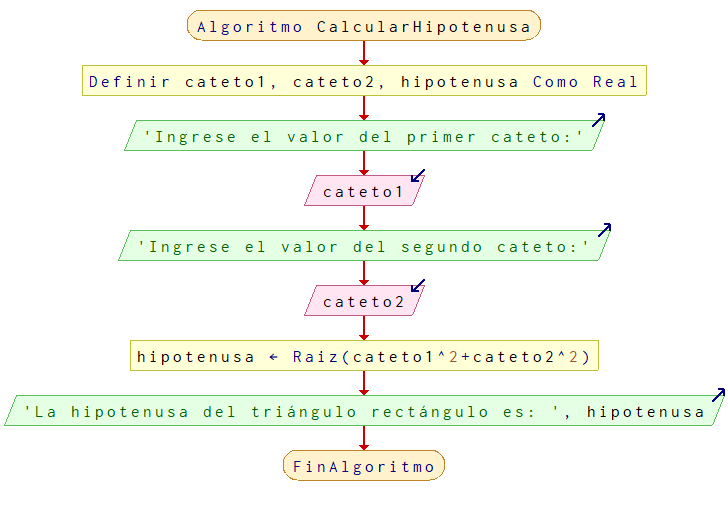 Algoritmo CalcularHipotenusa
Definir cateto1, cateto2, hipotenusa Como Real
'Ingrese el valor del primer cateto:'
cateto1
'Ingrese el valor del segundo cateto:'
cateto2
hipotenusa ← Raiz(cateto1^2+cateto2^2)
'La hipotenusa del triángulo rectángulo es: ', hipotenusa
FinAlgoritmo